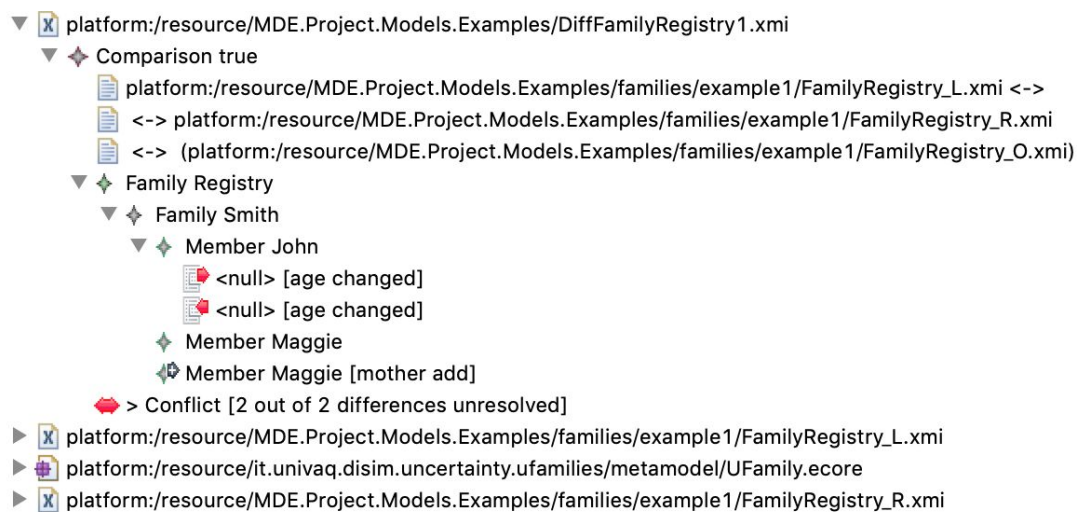 platform:/resource/MDE.Project.Models.Examples/DiffFamilyRegistry1.xmi
Comparison true
platform:/resource/MDE.Project.Models.Examples/families/example1/FamilyRegistry_L.xmi <->
<-> platform:/resource/MDE.Project.Models.Examples/families/example1/FamilyRegistry_R.xmi
<-> (platform:/resource/MDE.Project.Models.Examples/families/example1/FamilyRegistry_O.xmi)
Family Registry
Family Smith
Member John
<null> [age changed]
<null> [age changed]
Member Maggie
Member Maggie [mother add]
> Conflict [2 out of 2 differences unresolved]
platform:/resource/MDE.Project.Models.Examples/families/example1/FamilyRegistry_L.xmi
platform:/resource/it.univaq.disim.uncertainty.ufamilies/metamodel/UFamily.ecore
platform:/resource/MDE.Project.Models.Examples/families/example1/FamilyRegistry_R.xmi